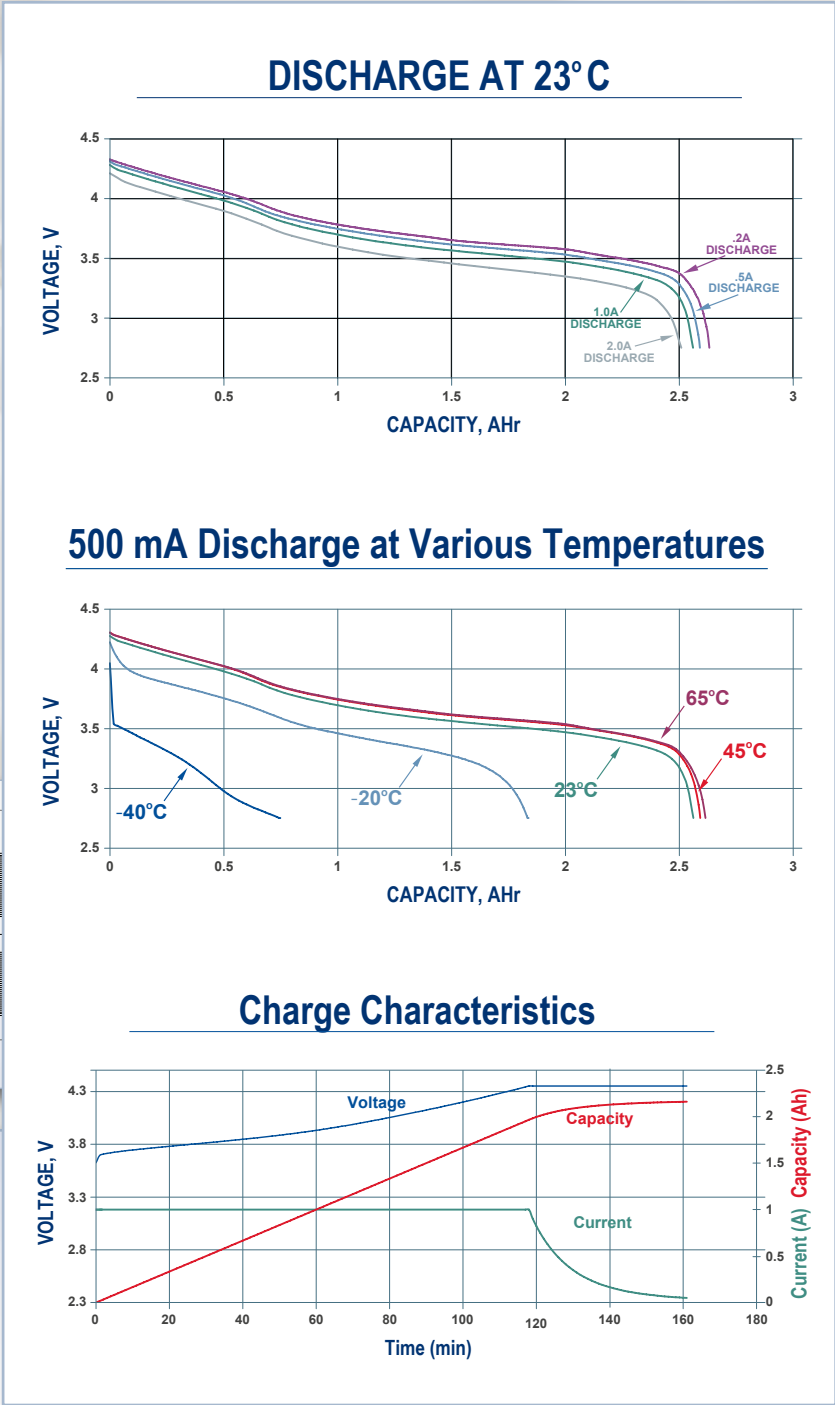 DISCHARGE AT 23° C
4.5
4
3.5
3
2.5
VOLTAGE, V
.2A
DISCHARGE
.5A
DISCHARGE
1.0A
DISCHARGE
2.0A
DISCHARGE
0 0.5 1 1.5 2 2.5 3
CAPACITY, AHr
500 mA Discharge at Various Temperatures
4.5
4
3.5
3
2.5
VOLTAGE, V
65°C
45°C
23°C
-20°C
-40°C
0 0.5 1 1.5 2 2.5 3
CAPACITY, AHr
Charge Characteristics
4.3
3.8
3.3
2.8
2.3
VOLTAGE, V
Voltage
Capacity
Current
2.5
2
1.5
1
0.5
0
Current (A) Capacity (Ah)
0 20 40 60 80 100 120 140 160 180
Time (min)